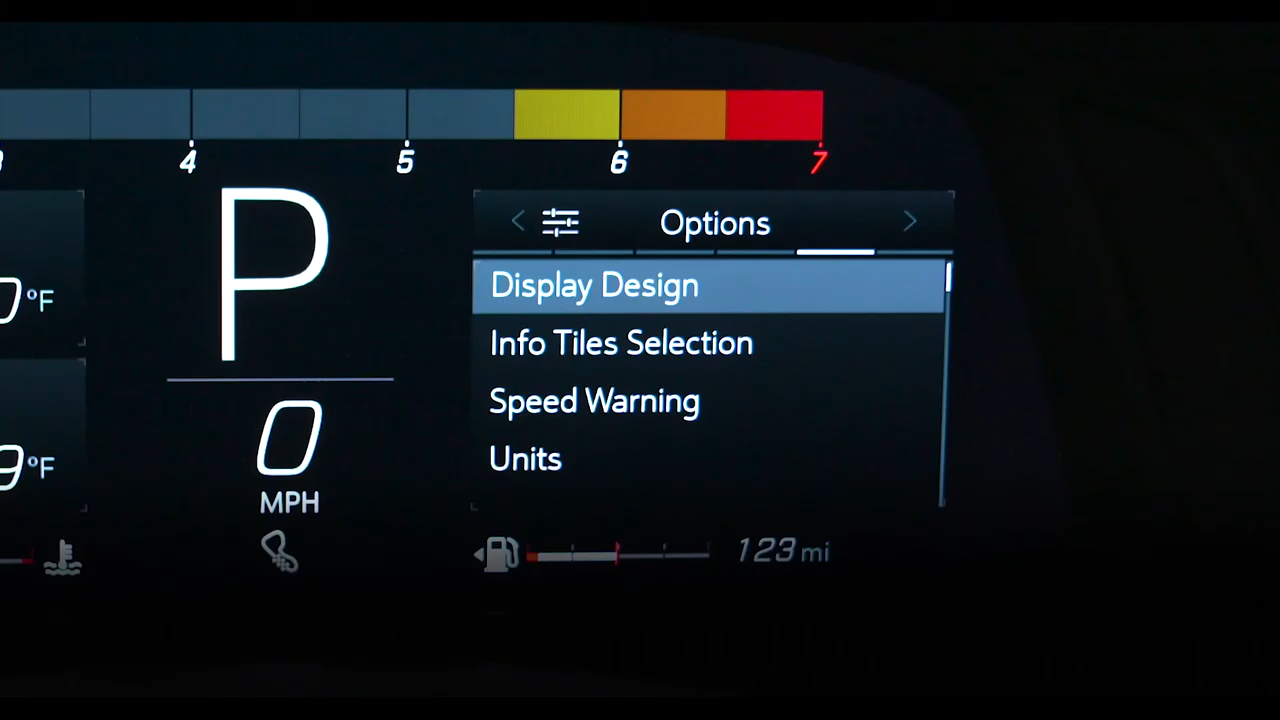 4 5 6 7
P
Options
Display Design
Info Tiles Selection
Speed Warning
Units
°F
°F
0
MPH
123 mi